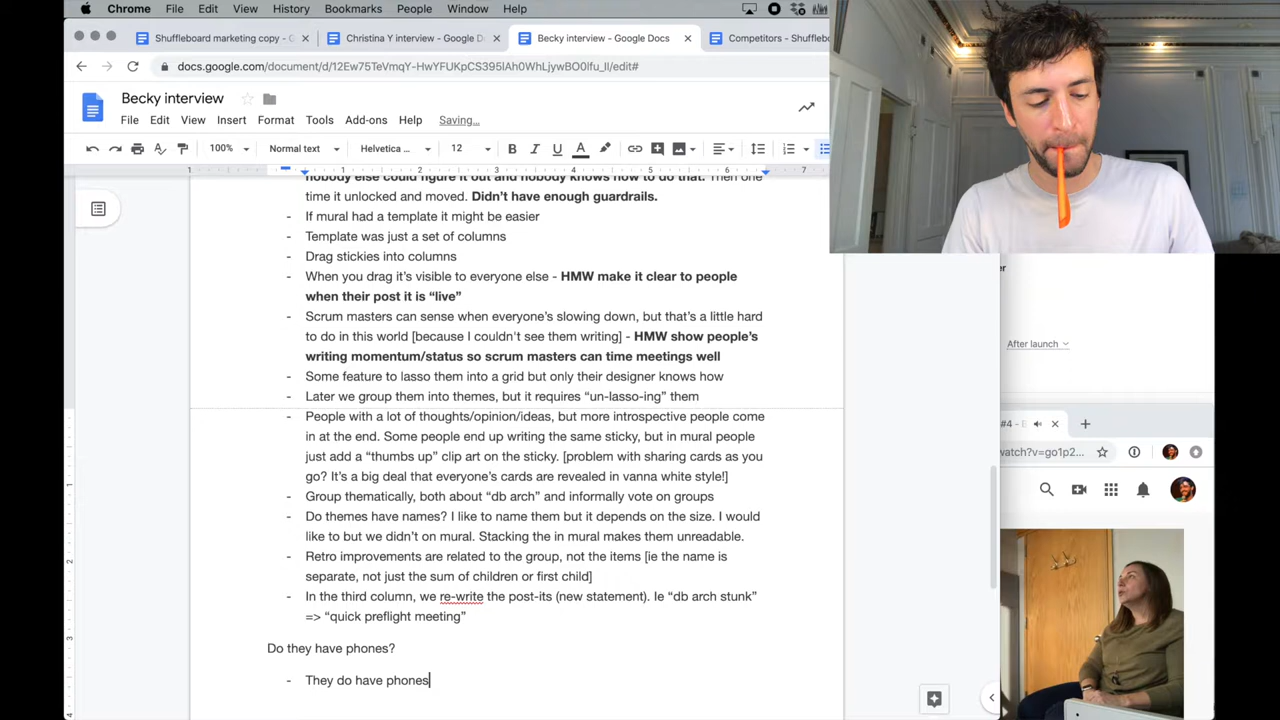 Chrome File Edit View History Bookmarks People Window Help
Shuffleboard marketing copy - G
Christina Y interview - Google D
Becky interview - Google Docs
Competitors - Shuffleb
docs.google.com/document/d/12Ew75TeVmqY-HwYFUKpCS395lAh0WhLjywBO0lfu_lI/edit#
Becky interview
File Edit View Insert Format Tools Add-ons Help Saving...
100% Normal text Helvetica ... 12 B I U A
nobody else could figure it out and nobody knows how to do that. Then one
time it unlocked and moved. Didn't have enough guardrails.
- If mural had a template it might be easier
- Template was just a set of columns
- Drag stickies into columns
- When you drag it's visible to everyone else - HMW make it clear to people
when their post it is “live”
- Scrum masters can sense when everyone's slowing down, but that's a little hard
to do in this world [because I couldn't see them writing] - HMW show people's
writing momentum/status so scrum masters can time meetings well
- Some feature to lasso them into a grid but only their designer knows how
- Later we group them into themes, but it requires “un-lasso-ing” them
- People with a lot of thoughts/opinion/ideas, but more introspective people come
in at the end. Some people end up writing the same sticky, but in mural people
just add a “thumbs up” clip art on the sticky. [problem with sharing cards as you
go? It's a big deal that everyone's cards are revealed in vanna white style!]
- Group thematically, both about “db arch” and informally vote on groups
- Do themes have names? I like to name them but it depends on the size. I would
like to but we didn't on mural. Stacking the in mural makes them unreadable.
- Retro improvements are related to the group, not the items [ie the name is
separate, not just the sum of children or first child]
- In the third column, we re-write the post-its (new statement). Ie “db arch stunk”
=> “quick preflight meeting”
Do they have phones?
- They do have phones
er
After launch
#4 - D
watch?v=go1p2...